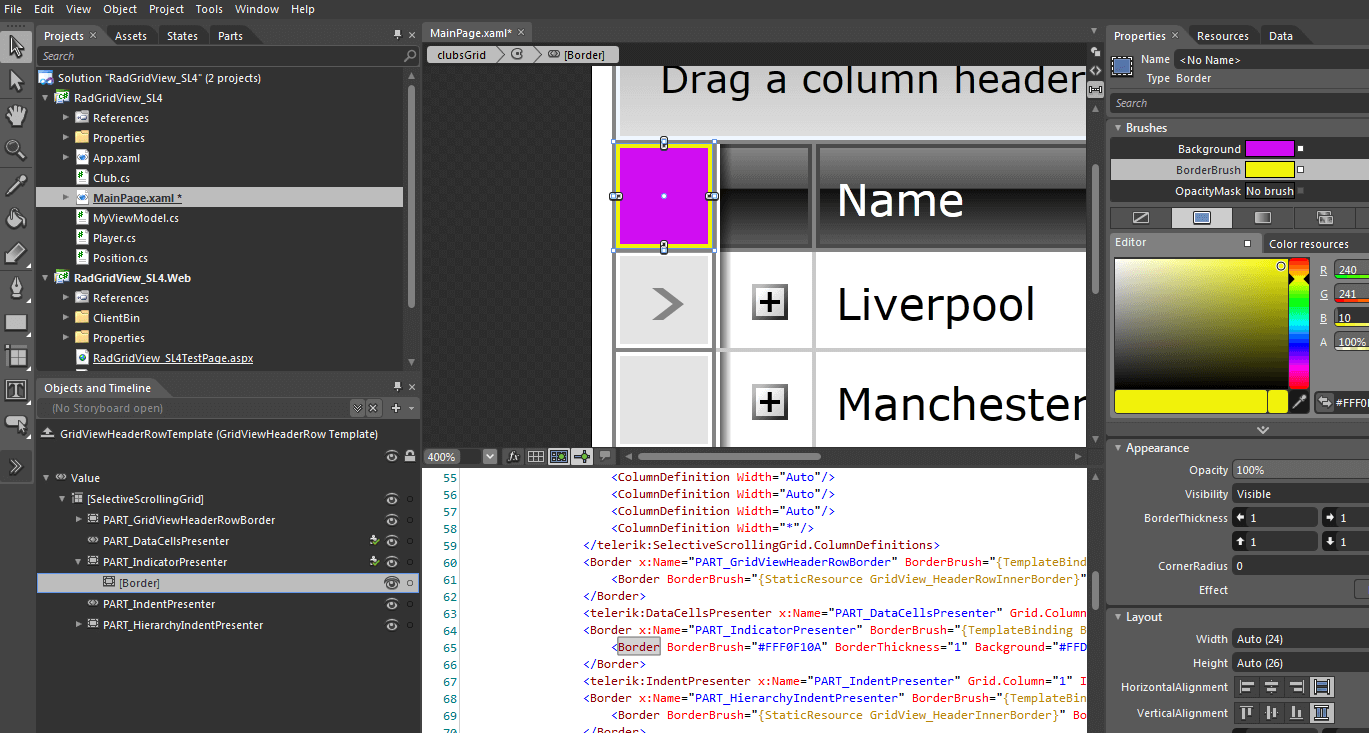 File Edit View Object Project Tools Window Help
Projects × Assets States Parts
Search
Solution "RadGridView_SL4" (2 projects)
RadGridView_SL4
References
Properties
App.xaml
Club.cs
MainPage.xaml *
MyViewModel.cs
Player.cs
Position.cs
RadGridView_SL4.Web
References
ClientBin
Properties
RadGridView_SL4TestPage.aspx
Objects and Timeline
(No Storyboard open)
GridViewHeaderRowTemplate (GridViewHeaderRow Template)
Value
[SelectiveScrollingGrid]
PART_GridViewHeaderRowBorder
PART_DataCellsPresenter
PART_IndicatorPresenter
[Border]
PART_IndentPresenter
PART_HierarchyIndentPresenter
MainPage.xaml* ×
clubsGrid [Border]
Drag a column header
Name
Liverpool
Manchester
400%
55 <ColumnDefinition Width="Auto"/>
56 <ColumnDefinition Width="Auto"/>
57 <ColumnDefinition Width="Auto"/>
58 <ColumnDefinition Width="*"/>
59 </telerik:SelectiveScrollingGrid.ColumnDefinitions>
60 <Border x:Name="PART_GridViewHeaderRowBorder" BorderBrush="{TemplateBindin
61 <Border BorderBrush="{StaticResource GridView_HeaderRowInnerBorder}"
62 </Border>
63 <telerik:DataCellsPresenter x:Name="PART_DataCellsPresenter" Grid.Column
64 <Border x:Name="PART_IndicatorPresenter" BorderBrush="{TemplateBinding B
65 <Border BorderBrush="#FFF0F10A" BorderThickness="1" Background="#FFD
66 </Border>
67 <telerik:IndentPresenter x:Name="PART_IndentPresenter" Grid.Column="1" I
68 <Border x:Name="PART_HierarchyIndentPresenter" BorderBrush="{TemplateBin
69 <Border BorderBrush="{StaticResource GridView_HeaderInnerBorder}" Bo
70 </Border>
Properties × Resources Data
Name <No Name>
Type Border
Search
Brushes
Background
BorderBrush
OpacityMask No brush
Editor Color resources
R 240
G 241
B 10
A 100%
#FFF0
Appearance
Opacity 100%
Visibility Visible
BorderThickness 1 1
1 1
CornerRadius 0
Effect
Layout
Width Auto (24)
Height Auto (26)
HorizontalAlignment
VerticalAlignment